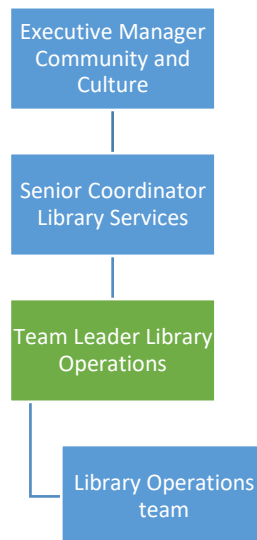 Executive Manager
Community and
Culture
Senior Coordinator
Library Services
Team Leader Library
Operations
Library Operations
team